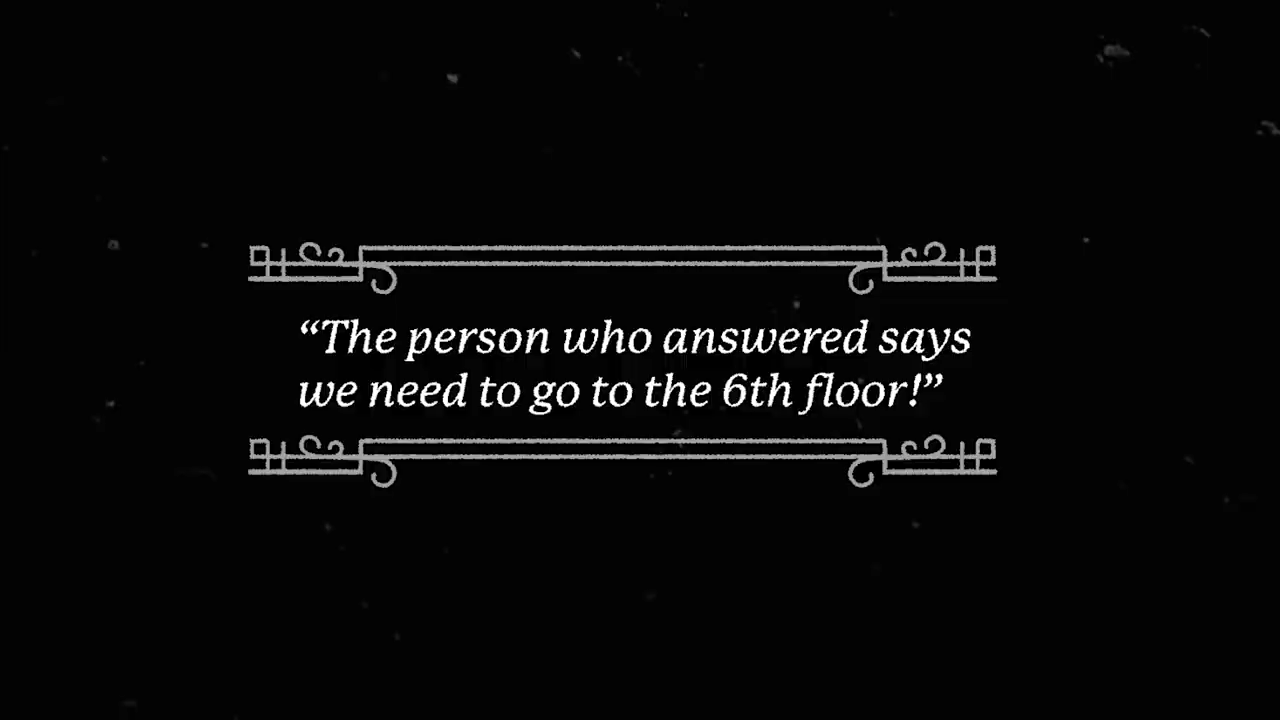 “The person who answered says
we need to go to the 6th floor!”